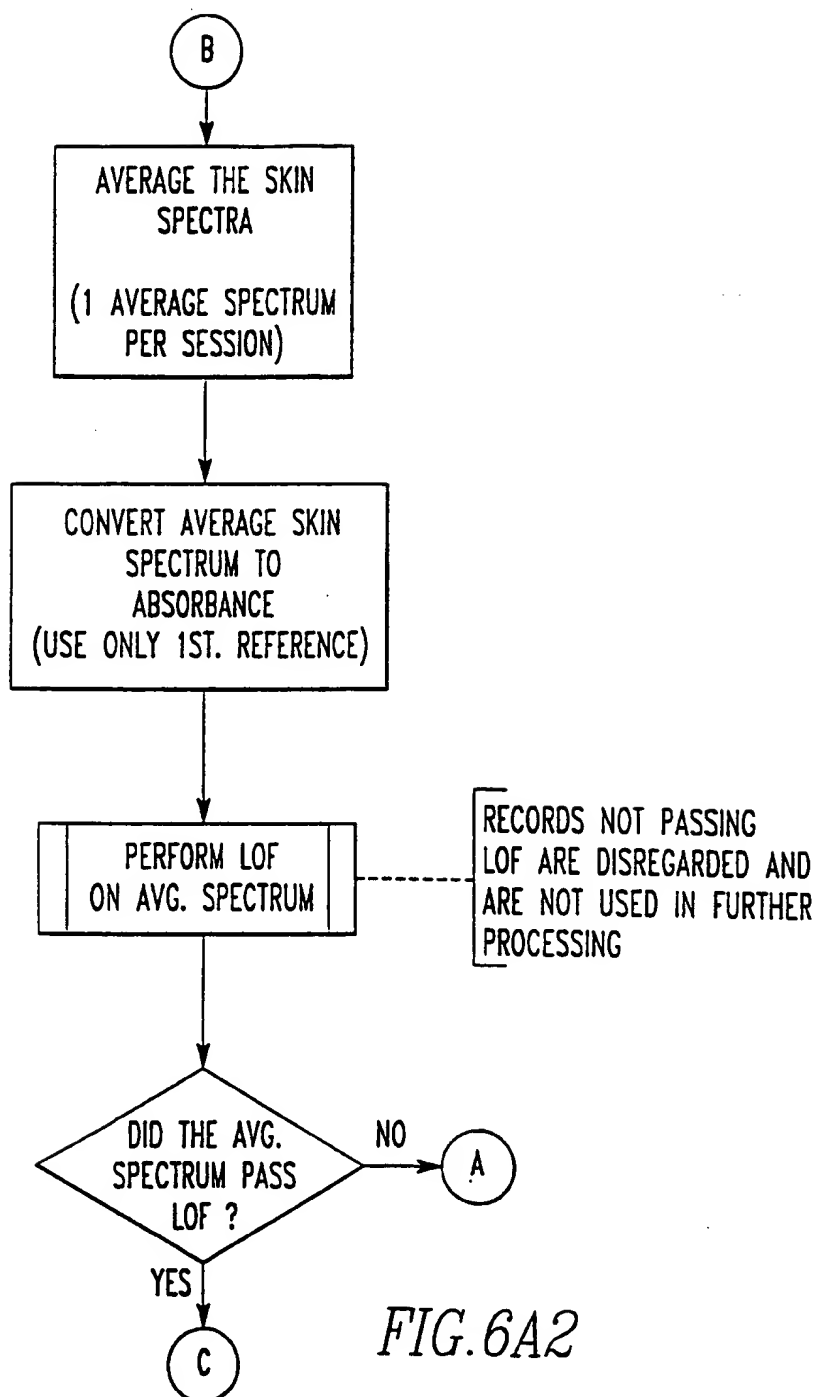 B
AVERAGE THE SKIN
SPECTRA
(1 AVERAGE SPECTRUM
PER SESSION)
CONVERT AVERAGE SKIN
SPECTRUM TO
ABSORBANCE
(USE ONLY 1ST. REFERENCE)
PERFORM LOF
ON AVG. SPECTRUM
RECORDS NOT PASSING
LOF ARE DISREGARDED AND
ARE NOT USED IN FURTHER
PROCESSING
DID THE AVG.
SPECTRUM PASS
LOF ?
NO
A
YES
C
FIG.6A2